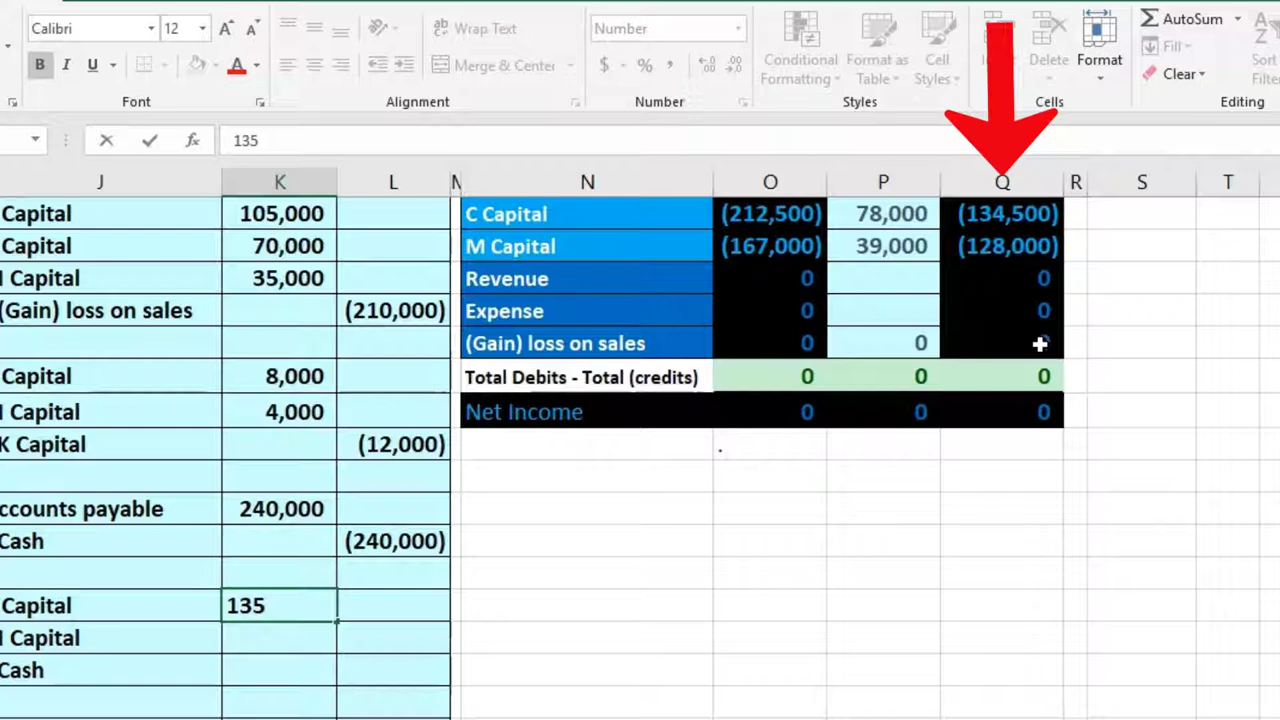 Calibri 12 A A Wrap Text Number AutoSum
B I U A Merge & Center $ % , Conditional Formatting Format as Table Cell Styles Delete Format Fill Clear Sort
Font Alignment Number Styles Cells Editing
fx 135
J K L M N O P Q R S T
Capital 105,000 C Capital (212,500) 78,000 (134,500)
Capital 70,000 M Capital (167,000) 39,000 (128,000)
Capital 35,000 Revenue 0 0
(Gain) loss on sales (210,000) Expense 0 0
(Gain) loss on sales 0 0
Capital 8,000 Total Debits - Total (credits) 0 0 0
Capital 4,000 Net Income 0 0 0
K Capital (12,000) .
240,000
Cash (240,000)
Capital 135
Capital
Cash